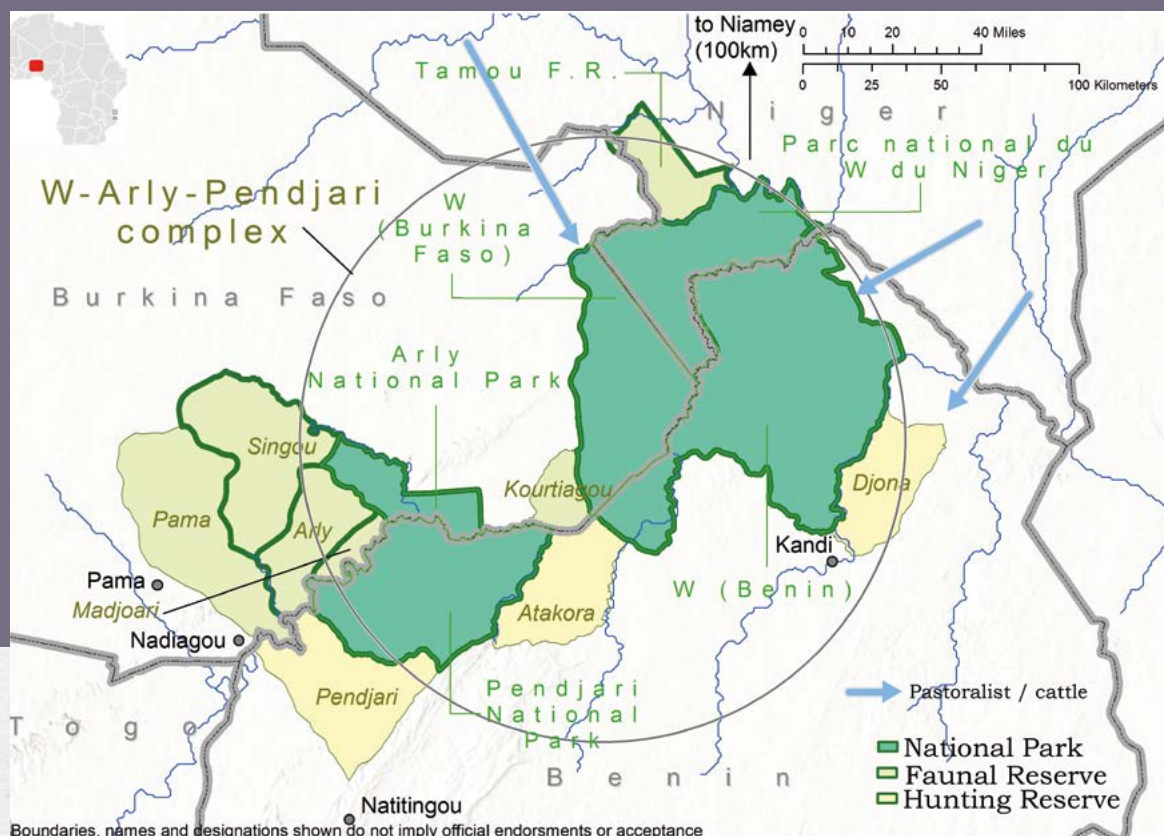 to Niamey
(100km)
0 10 20 40 Miles
0 25 50 100 Kilometers
Tamou F.R.
Niger
Parc national du
W du Niger
W-Arly-Pendjari
complex
W
(Burkina
Faso)
Burkina Faso
Arly
National Park
Singou
Kourtiagou
Djona
Pama
Arly
Kandi
Pama
Madjoari
W (Benin)
Atakora
Nadiagou
Pendjari
Pendjari
National
Park
Togo
Benin
Natitingou
Pastoralist / cattle
National Park
Faunal Reserve
Hunting Reserve
Boundaries, names and designations shown do not imply official endorsments or acceptance